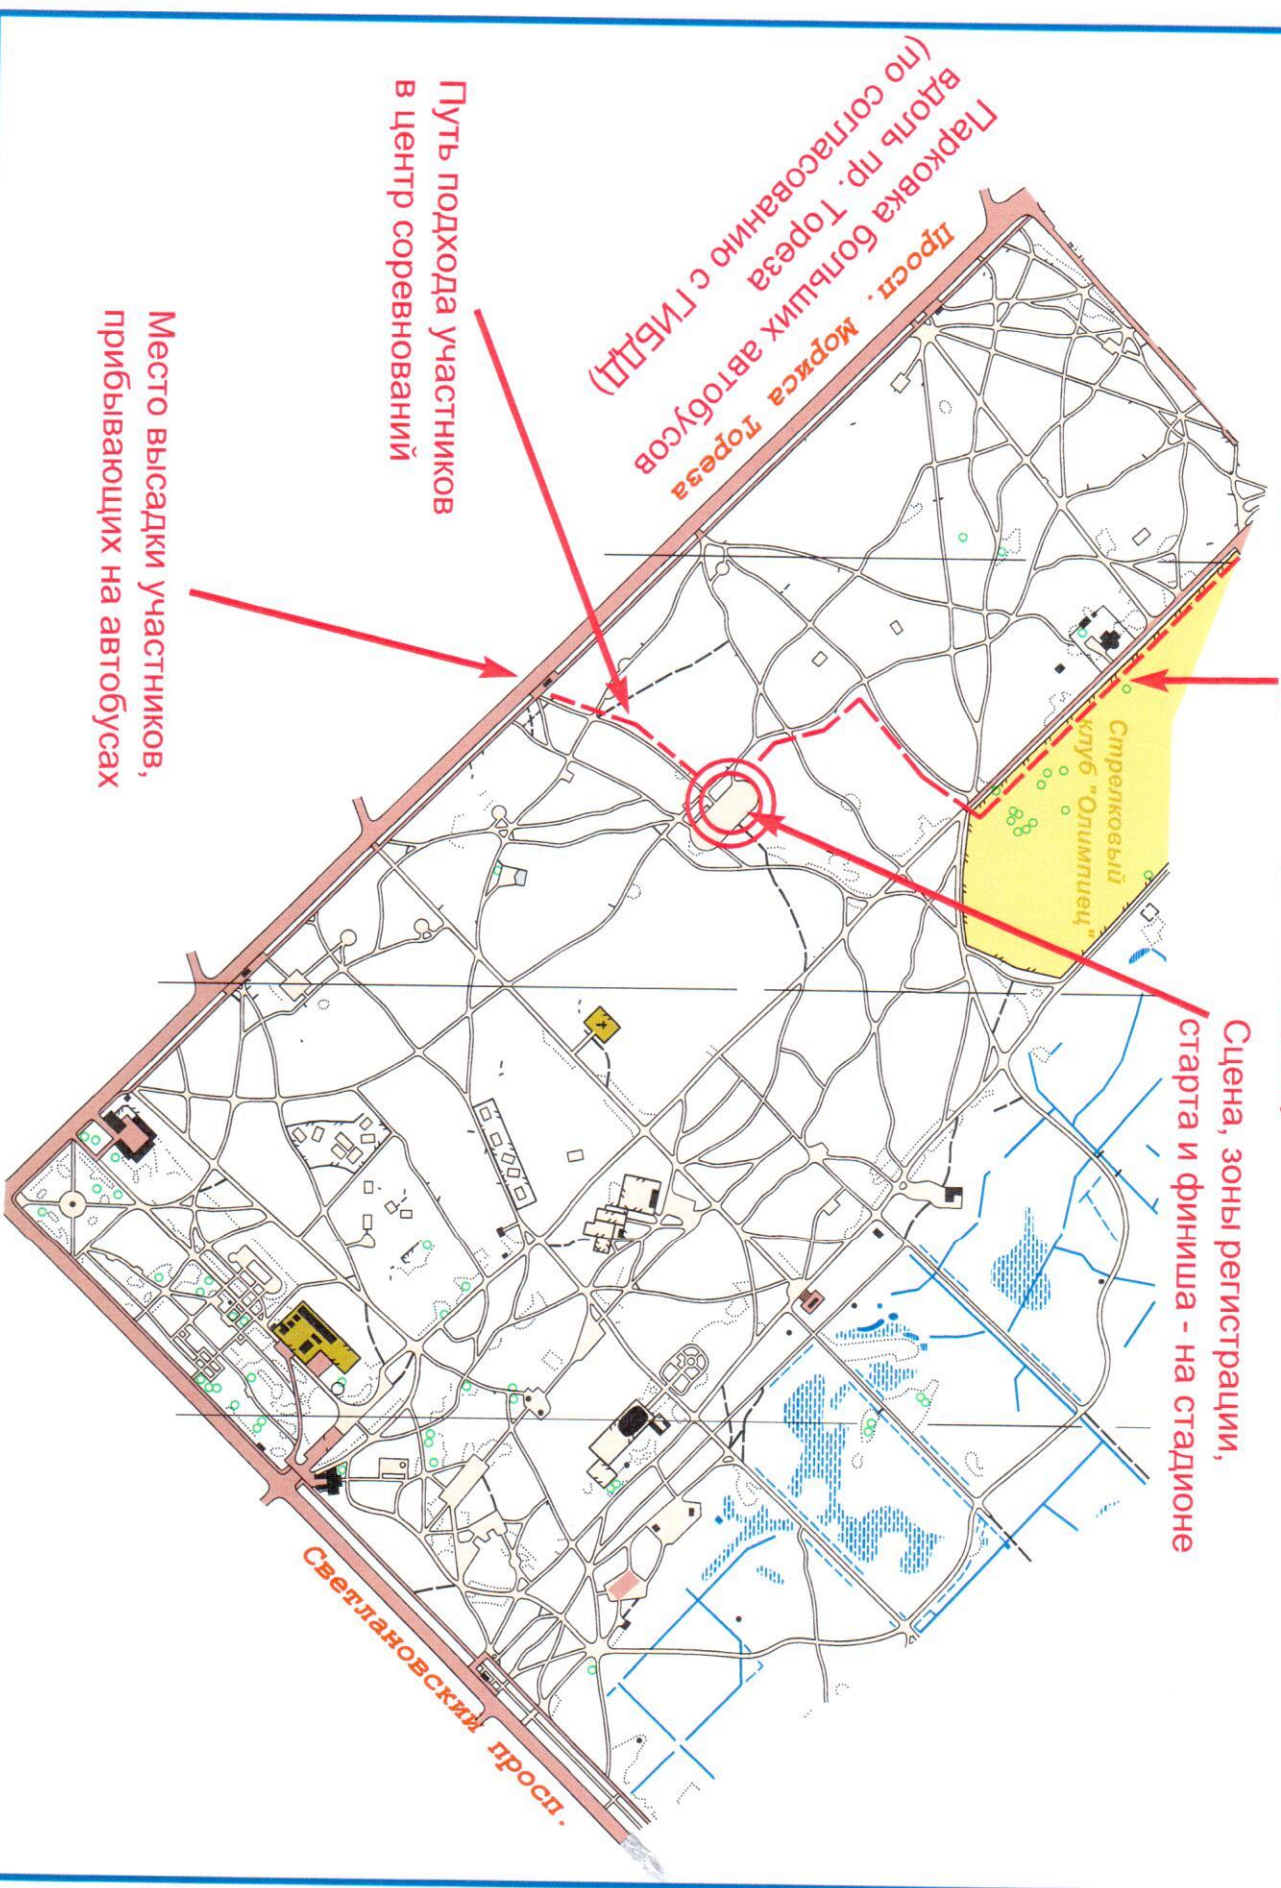 Парковка больших автобусов
вдоль пр. Тореза
(по согласованию с ГИБДД)
Просп. Мориса Тореза
Путь подхода участников
в центр соревнований
Место высадки участников,
прибывающих на автобусах
Стрелковый
клуб "Олимпиец"
Сцена, зоны регистрации,
старта и финиша - на стадионе
Светлановский просп.